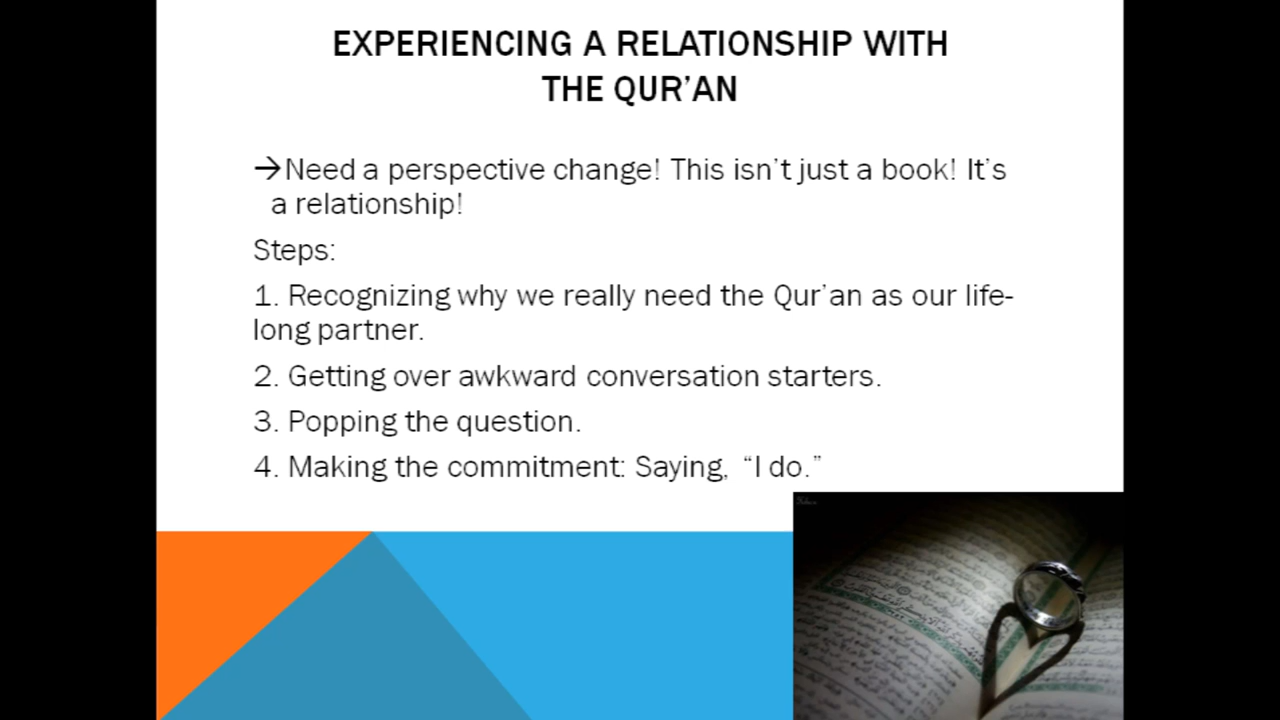 EXPERIENCING A RELATIONSHIP WITH
THE QUR’AN
→Need a perspective change! This isn’t just a book! It’s
a relationship!
Steps:
1. Recognizing why we really need the Qur’an as our life-
long partner.
2. Getting over awkward conversation starters.
3. Popping the question.
4. Making the commitment: Saying, “I do.”